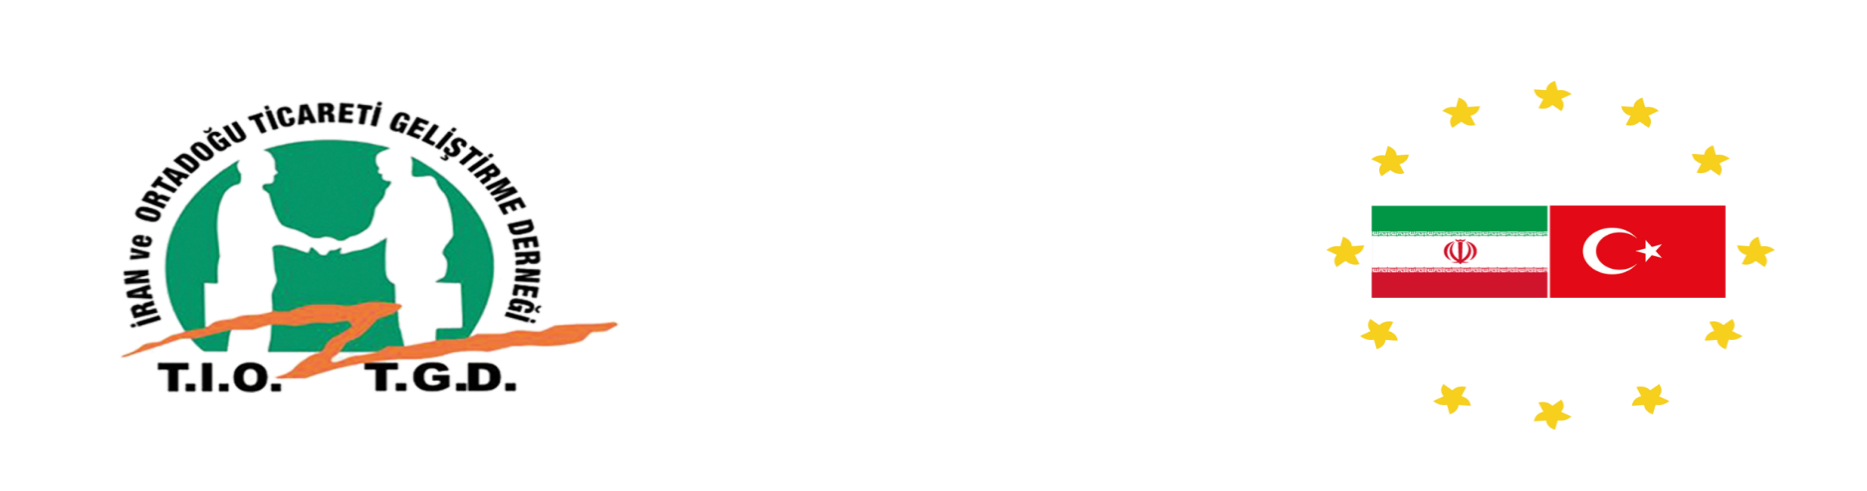 İRAN ve ORTADOĞU TİCARETİ GELİŞTİRME DERNEĞİ
T.I.O. T.G.D.